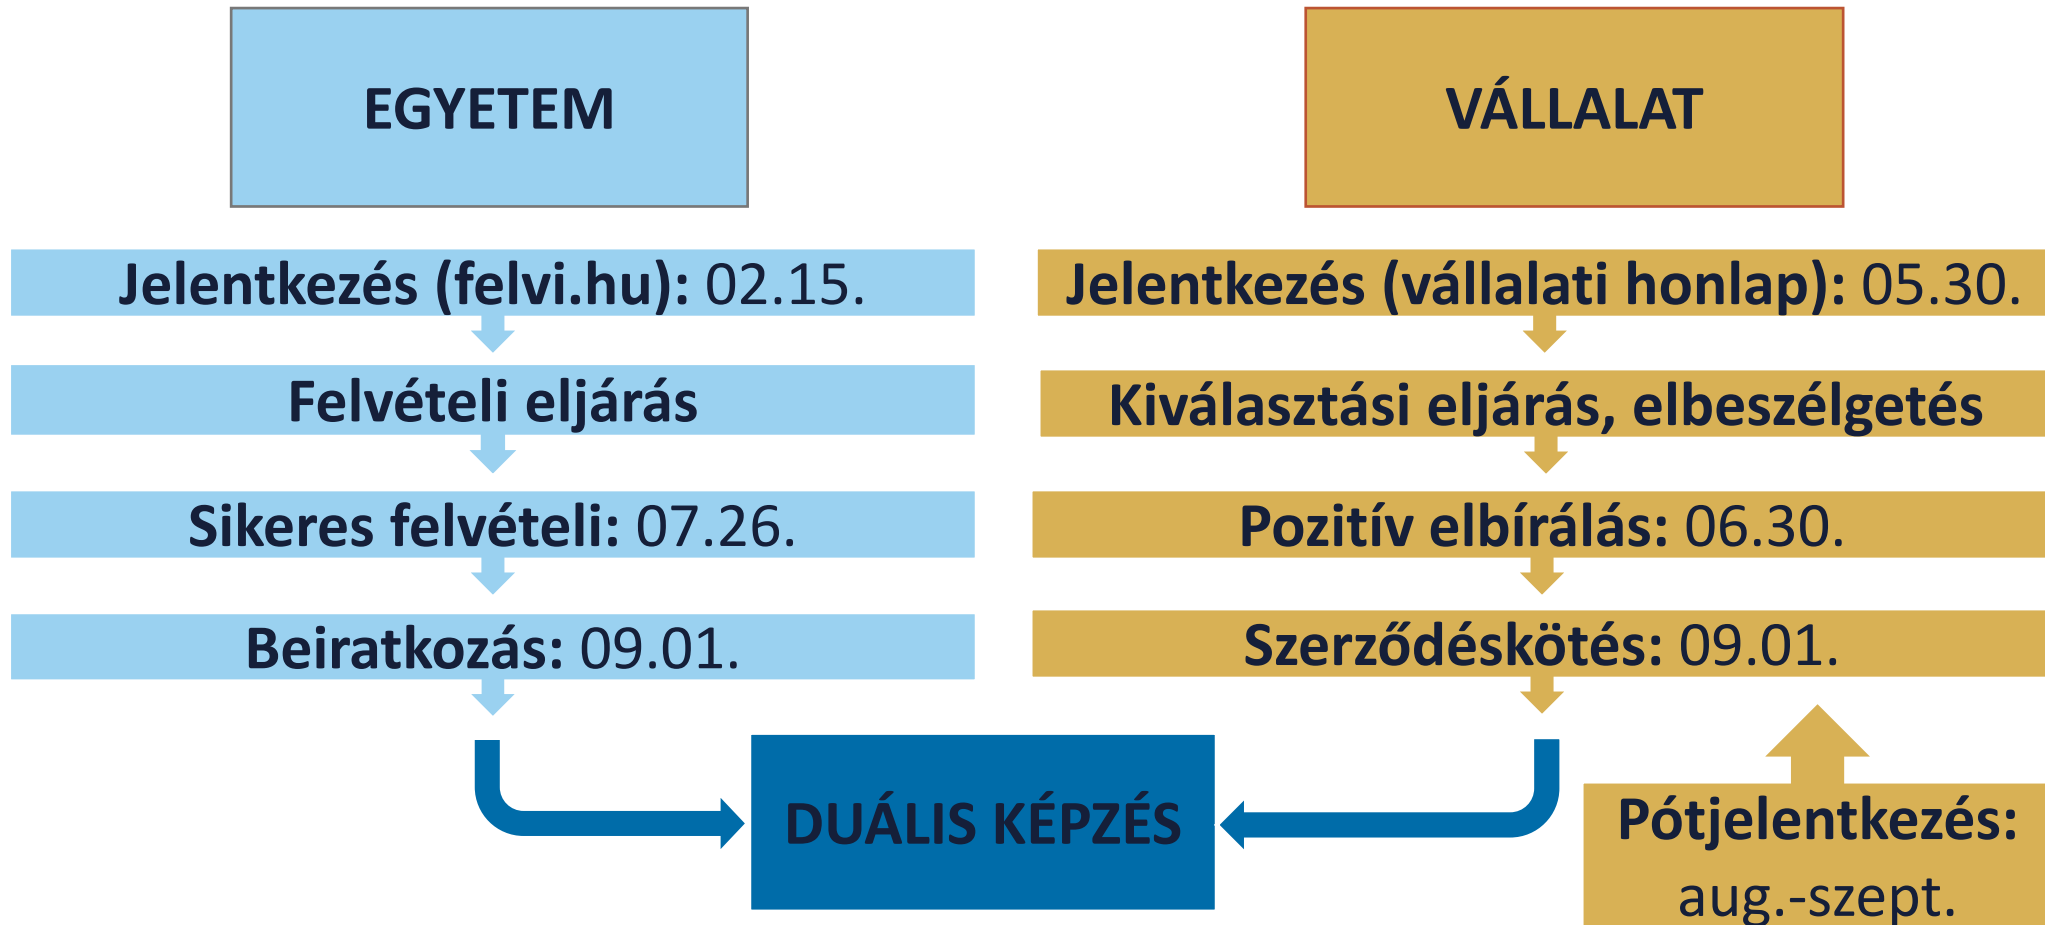 EGYETEM
Jelentkezés (felvi.hu): 02.15.
Felvételi eljárás
Sikeres felvételi: 07.26.
Beiratkozás: 09.01.
VÁLLALAT
Jelentkezés (vállalati honlap): 05.30.
Kiválasztási eljárás, elbeszélgetés
Pozitív elbírálás: 06.30.
Szerződéskötés: 09.01.
DUÁLIS KÉPZÉS
Pótjelentkezés:
aug.-szept.